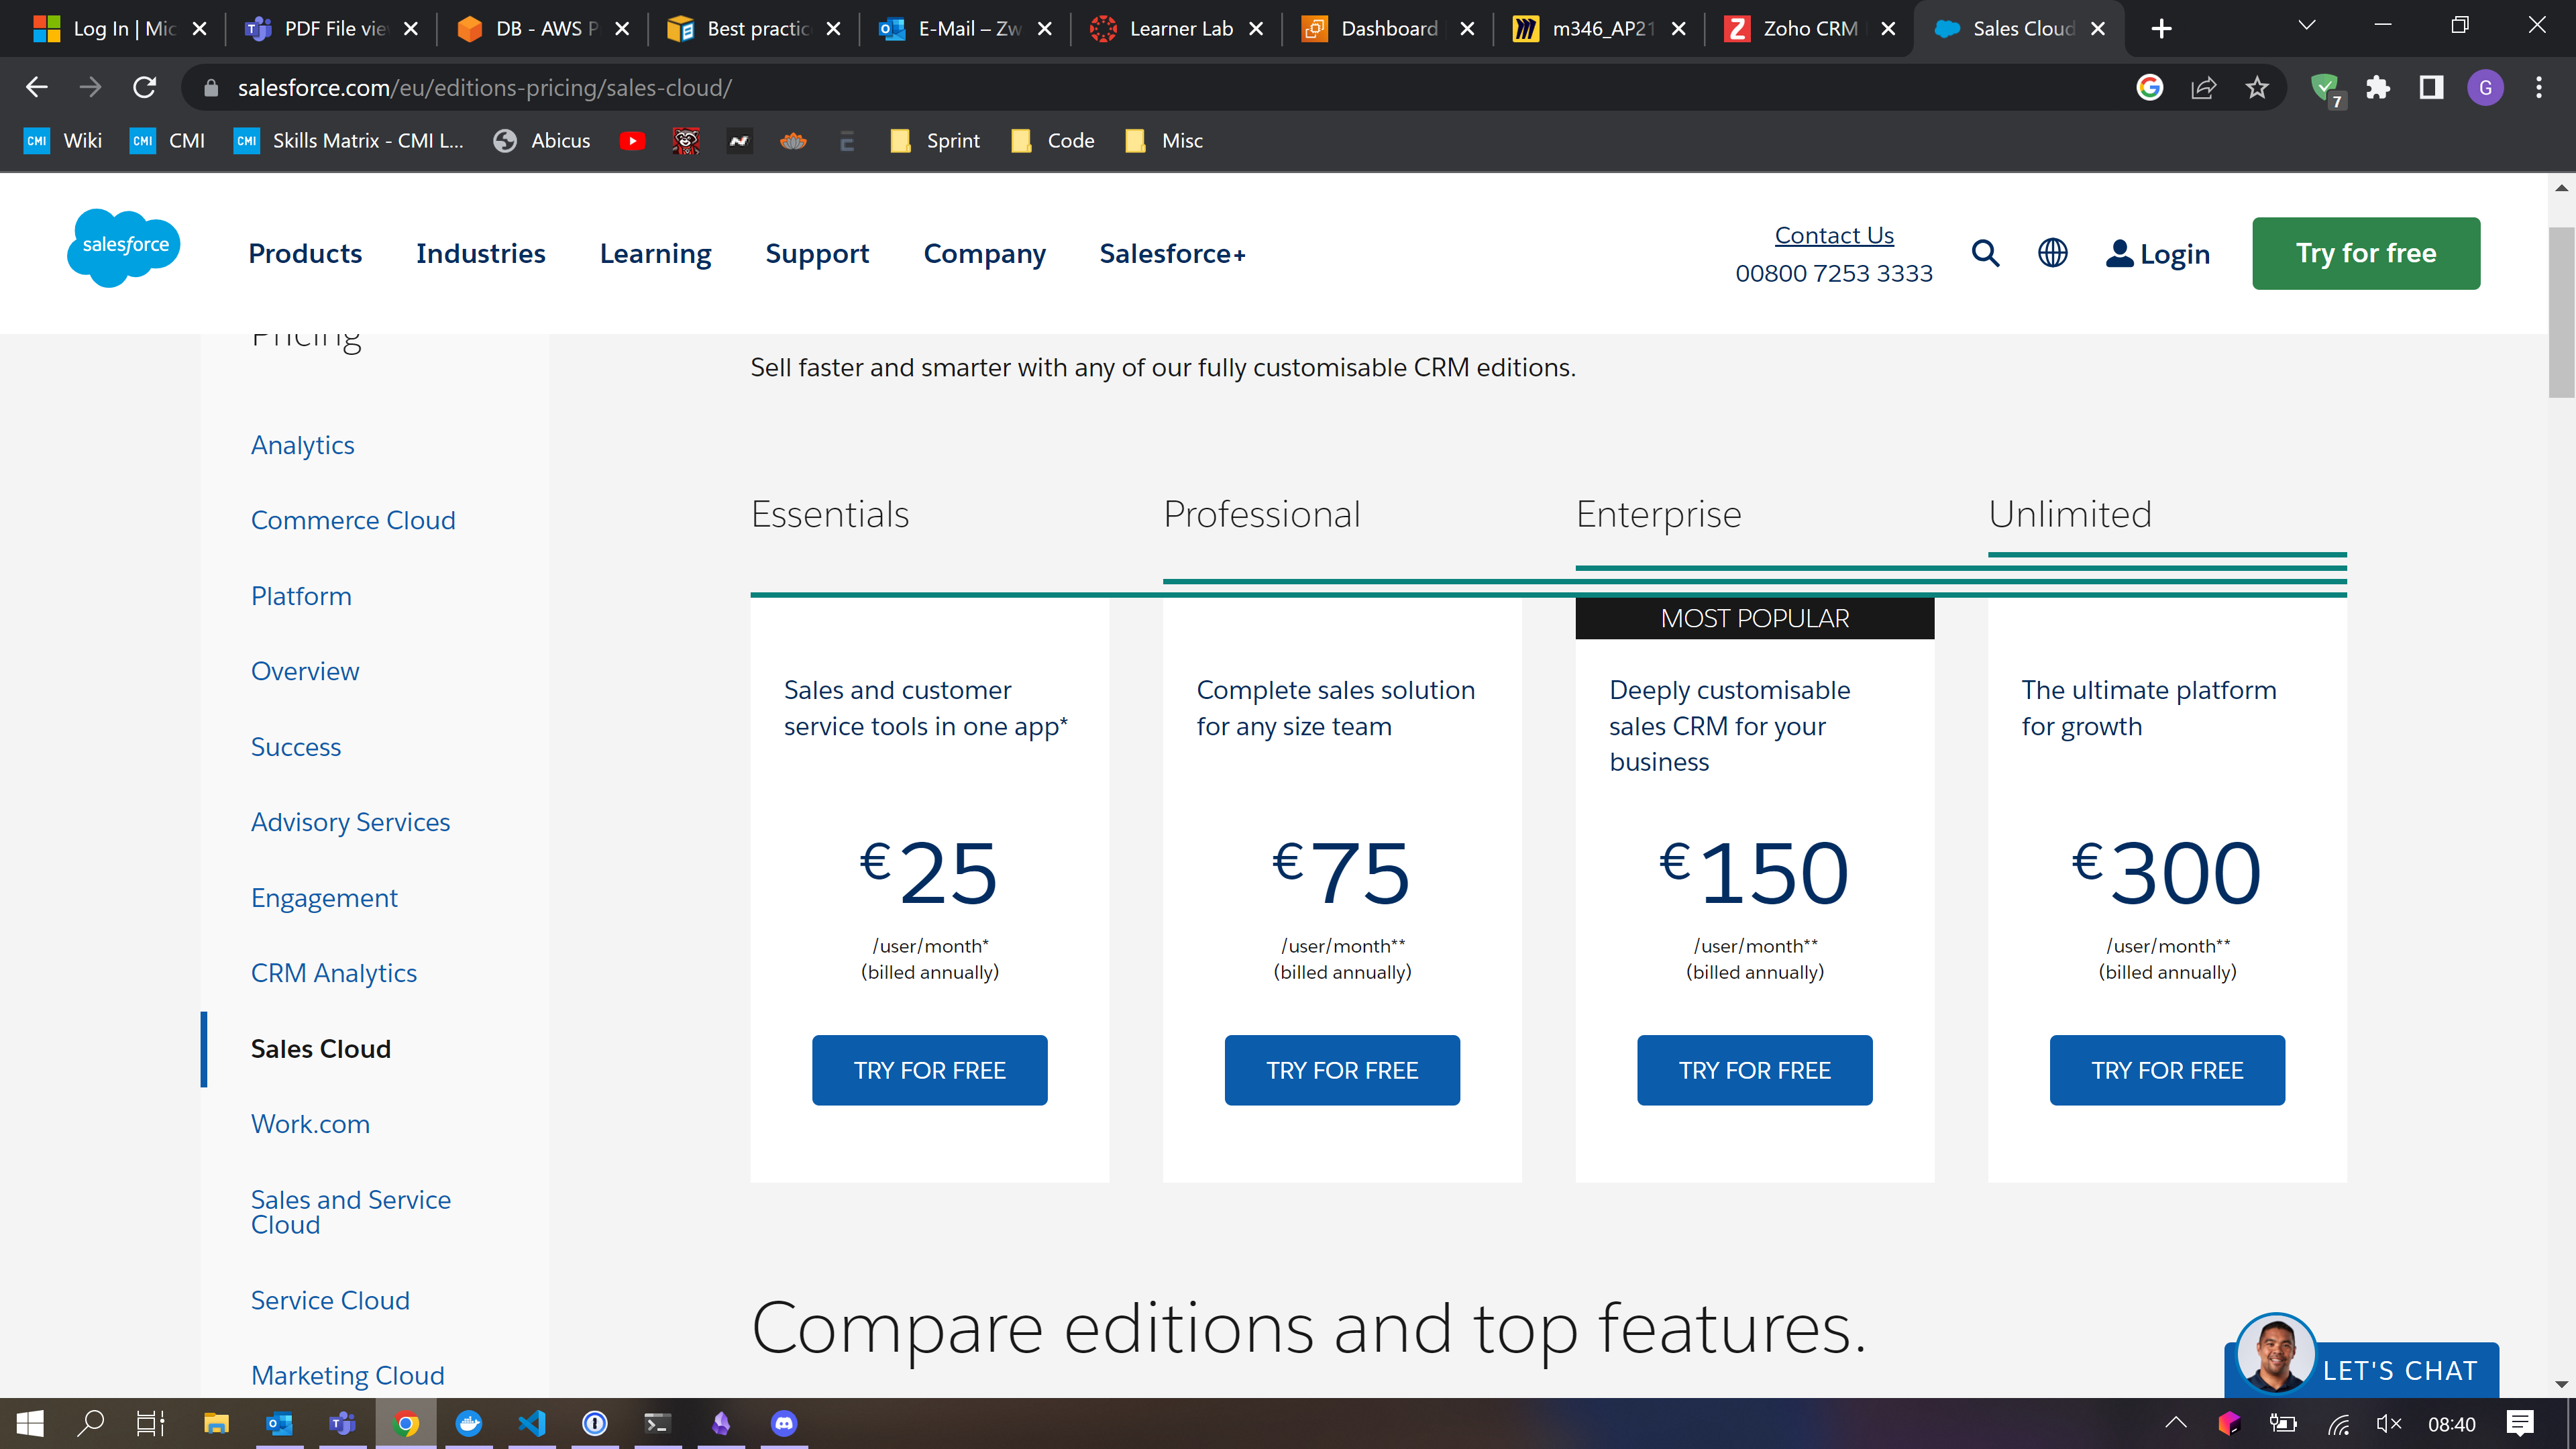 Log In | Mic
PDF File vie
DB - AWS P
Best practic
E-Mail – Zw
Learner Lab
Dashboard
m346_AP21
Zoho CRM
Sales Cloud
salesforce.com/eu/editions-pricing/sales-cloud/
7
G
CMI Wiki
CMI CMI
CMI Skills Matrix - CMI L...
Abicus
Sprint
Code
Misc
salesforce
Products
Industries
Learning
Support
Company
Salesforce+
Contact Us
00800 7253 3333
Login
Try for free
Pricing
Analytics
Commerce Cloud
Platform
Overview
Success
Advisory Services
Engagement
CRM Analytics
Sales Cloud
Work.com
Sales and Service
Cloud
Service Cloud
Marketing Cloud
Sell faster and smarter with any of our fully customisable CRM editions.
Essentials
Sales and customer
service tools in one app*
€25
/user/month*
(billed annually)
TRY FOR FREE
Professional
Complete sales solution
for any size team
€75
/user/month**
(billed annually)
TRY FOR FREE
Enterprise
MOST POPULAR
Deeply customisable
sales CRM for your
business
€150
/user/month**
(billed annually)
TRY FOR FREE
Unlimited
The ultimate platform
for growth
€300
/user/month**
(billed annually)
TRY FOR FREE
Compare editions and top features.
LET'S CHAT
08:40